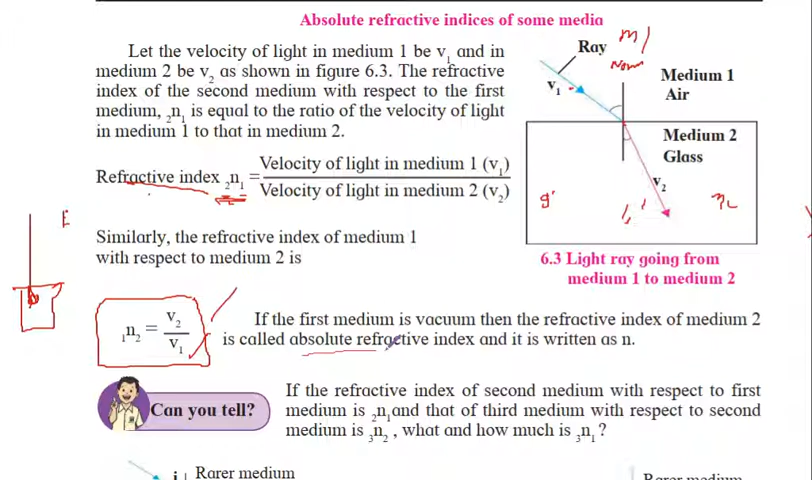 Absolute refractive indices of some media
Let the velocity of light in medium 1 be v₁ and in
medium 2 be v₂ as shown in figure 6.3. The refractive
index of the second medium with respect to the first
medium, ₂n₁ is equal to the ratio of the velocity of light
in medium 1 to that in medium 2.
Refractive index ₂n₁ = Velocity of light in medium 1 (v₁)
Velocity of light in medium 2 (v₂)
Similarly, the refractive index of medium 1
with respect to medium 2 is
Ray
v₁
Medium 1
Air
Medium 2
Glass
v₂
6.3 Light ray going from
medium 1 to medium 2
₁n₂ = v₂
v₁
If the first medium is vacuum then the refractive index of medium 2
is called absolute refractive index and it is written as n.
Can you tell?
If the refractive index of second medium with respect to first
medium is ₂n₁and that of third medium with respect to second
medium is ₃n₂ , what and how much is ₃n₁ ?
i
Rarer medium
Rarer medium